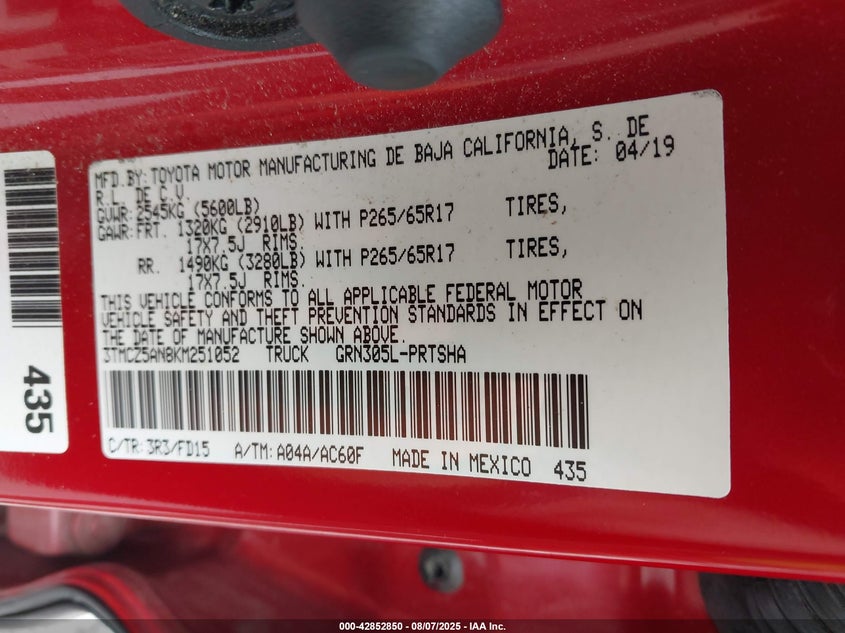 MFD.BY:TOYOTA MOTOR MANUFACTURING DE BAJA CALIFORNIA, S. DE
R.L. DE C.V. DATE: 04/19
GVWR:2545KG (5600LB)
GAWR:FRT. 1320KG (2910LB) WITH P265/65R17 TIRES,
17X7.5J RIMS.
RR. 1490KG (3280LB) WITH P265/65R17 TIRES,
17X7.5J RIMS.
THIS VEHICLE CONFORMS TO ALL APPLICABLE FEDERAL MOTOR
VEHICLE SAFETY AND THEFT PREVENTION STANDARDS IN EFFECT ON
THE DATE OF MANUFACTURE SHOWN ABOVE.
3TMCZ5AN8KM251052 TRUCK GRN305L-PRTSHA
C/TR:3R3/FD15 A/TM:A04A/AC60F MADE IN MEXICO 435
435
000-42852850 - 08/07/2025 - IAA Inc.